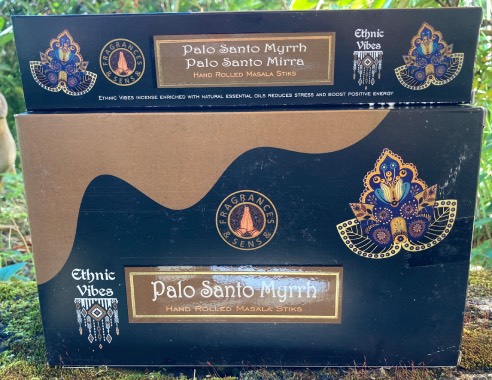 FRAGRANCES
& SENS
Palo Santo Myrrh
Palo Santo Mirra
Hand Rolled Masala Stiks
Ethnic
Vibes
Ethnic Vibes incense enriched with natural essential oils reduces stress and boost positive energy
FRAGRANCES
& SENS
Ethnic
Vibes
Palo Santo Myrrh
Hand Rolled Masala Stiks